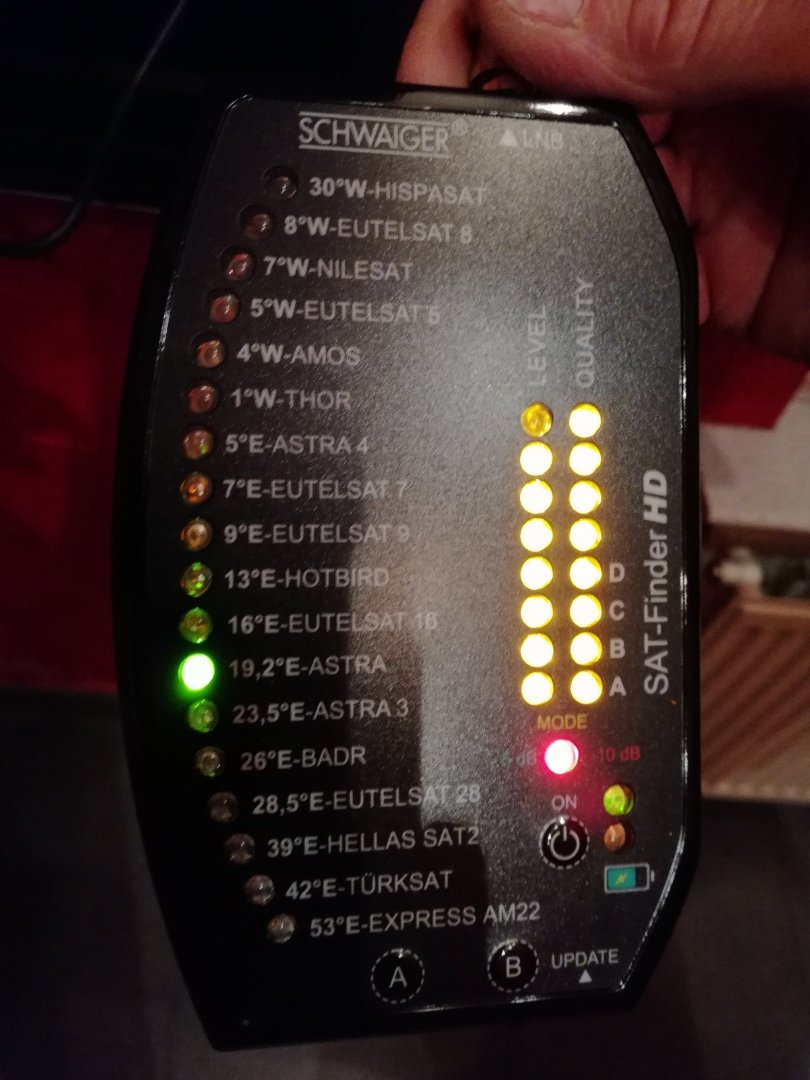 SCHWAIGER®
▲LNB
30°W-HISPASAT
8°W-EUTELSAT 8
7°W-NILESAT
5°W-EUTELSAT 5
4°W-AMOS
1°W-THOR
5°E-ASTRA 4
7°E-EUTELSAT 7
9°E-EUTELSAT 9
13°E-HOTBIRD
16°E-EUTELSAT 16
19,2°E-ASTRA
23,5°E-ASTRA 3
26°E-BADR
28,5°E-EUTELSAT 28
39°E-HELLAS SAT2
42°E-TÜRKSAT
53°E-EXPRESS AM22
LEVEL
QUALITY
D
C
B
A
SAT-Finder HD
MODE
dB
-10 dB
ON
A
B
UPDATE
▲